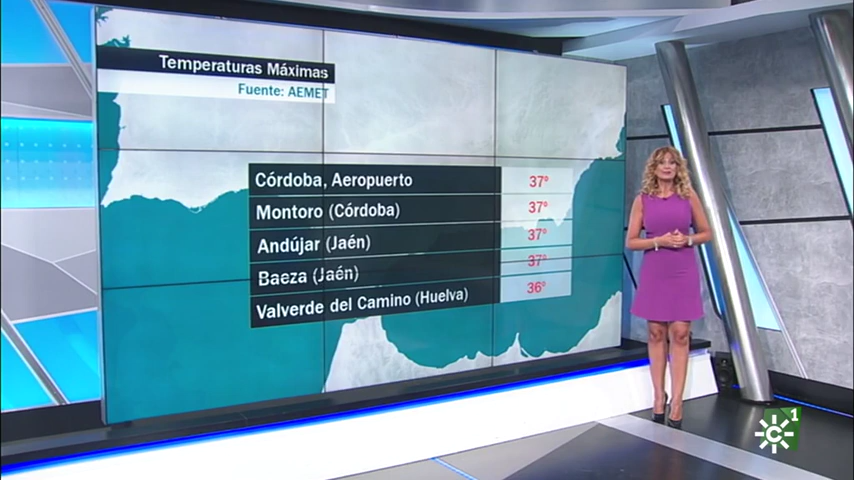 Temperaturas Máximas
Fuente: AEMET
Córdoba, Aeropuerto 37º
Montoro (Córdoba) 37º
Andújar (Jaén) 37º
Baeza (Jaén) 37º
Valverde del Camino (Huelva) 36º
1